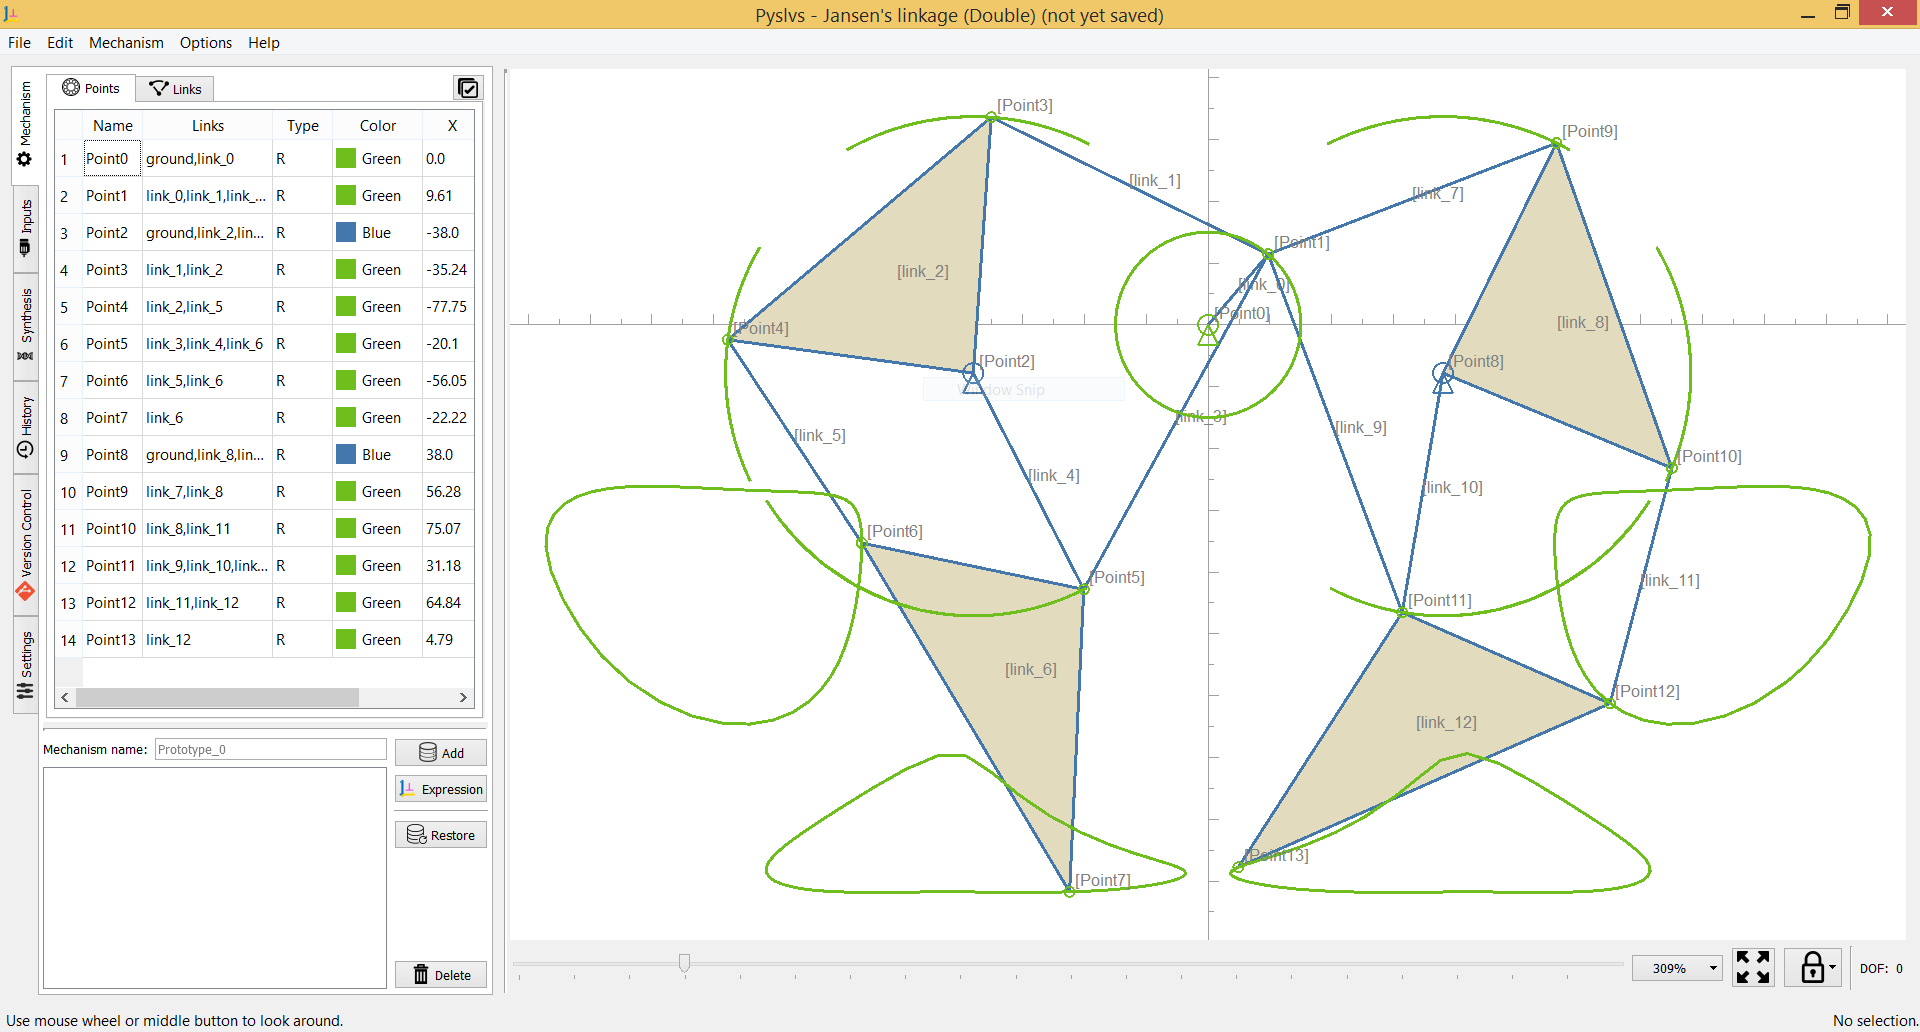 Pyslvs - Jansen's linkage (Double) (not yet saved)
File Edit Mechanism Options Help
Mechanism
Inputs
Synthesis
History
Version Control
Settings
Points Links
Name Links Type Color X
1 Point0 ground,link_0 R Green 0.0
2 Point1 link_0,link_1,link_... R Green 9.61
3 Point2 ground,link_2,lin... R Blue -38.0
4 Point3 link_1,link_2 R Green -35.24
5 Point4 link_2,link_5 R Green -77.75
6 Point5 link_3,link_4,link_6 R Green -20.1
7 Point6 link_5,link_6 R Green -56.05
8 Point7 link_6 R Green -22.22
9 Point8 ground,link_8,lin... R Blue 38.0
10 Point9 link_7,link_8 R Green 56.28
11 Point10 link_8,link_11 R Green 75.07
12 Point11 link_9,link_10,link... R Green 31.18
13 Point12 link_11,link_12 R Green 64.84
14 Point13 link_12 R Green 4.79
Mechanism name: Prototype_0
Add
Expression
Restore
Delete
[Point3]
[Point9]
[link_1]
[link_7]
[Point1]
[link_2]
[link_0]
[Point0]
[link_8]
[Point4]
[Point2]
[Point8]
Window Snip
[link_3]
[link_9]
[link_5]
[Point10]
[link_4]
[link_10]
[Point6]
[Point5]
[link_11]
[Point11]
[link_6]
[Point12]
[link_12]
[Point13]
[Point7]
309%
DOF: 0
Use mouse wheel or middle button to look around.
No selection.